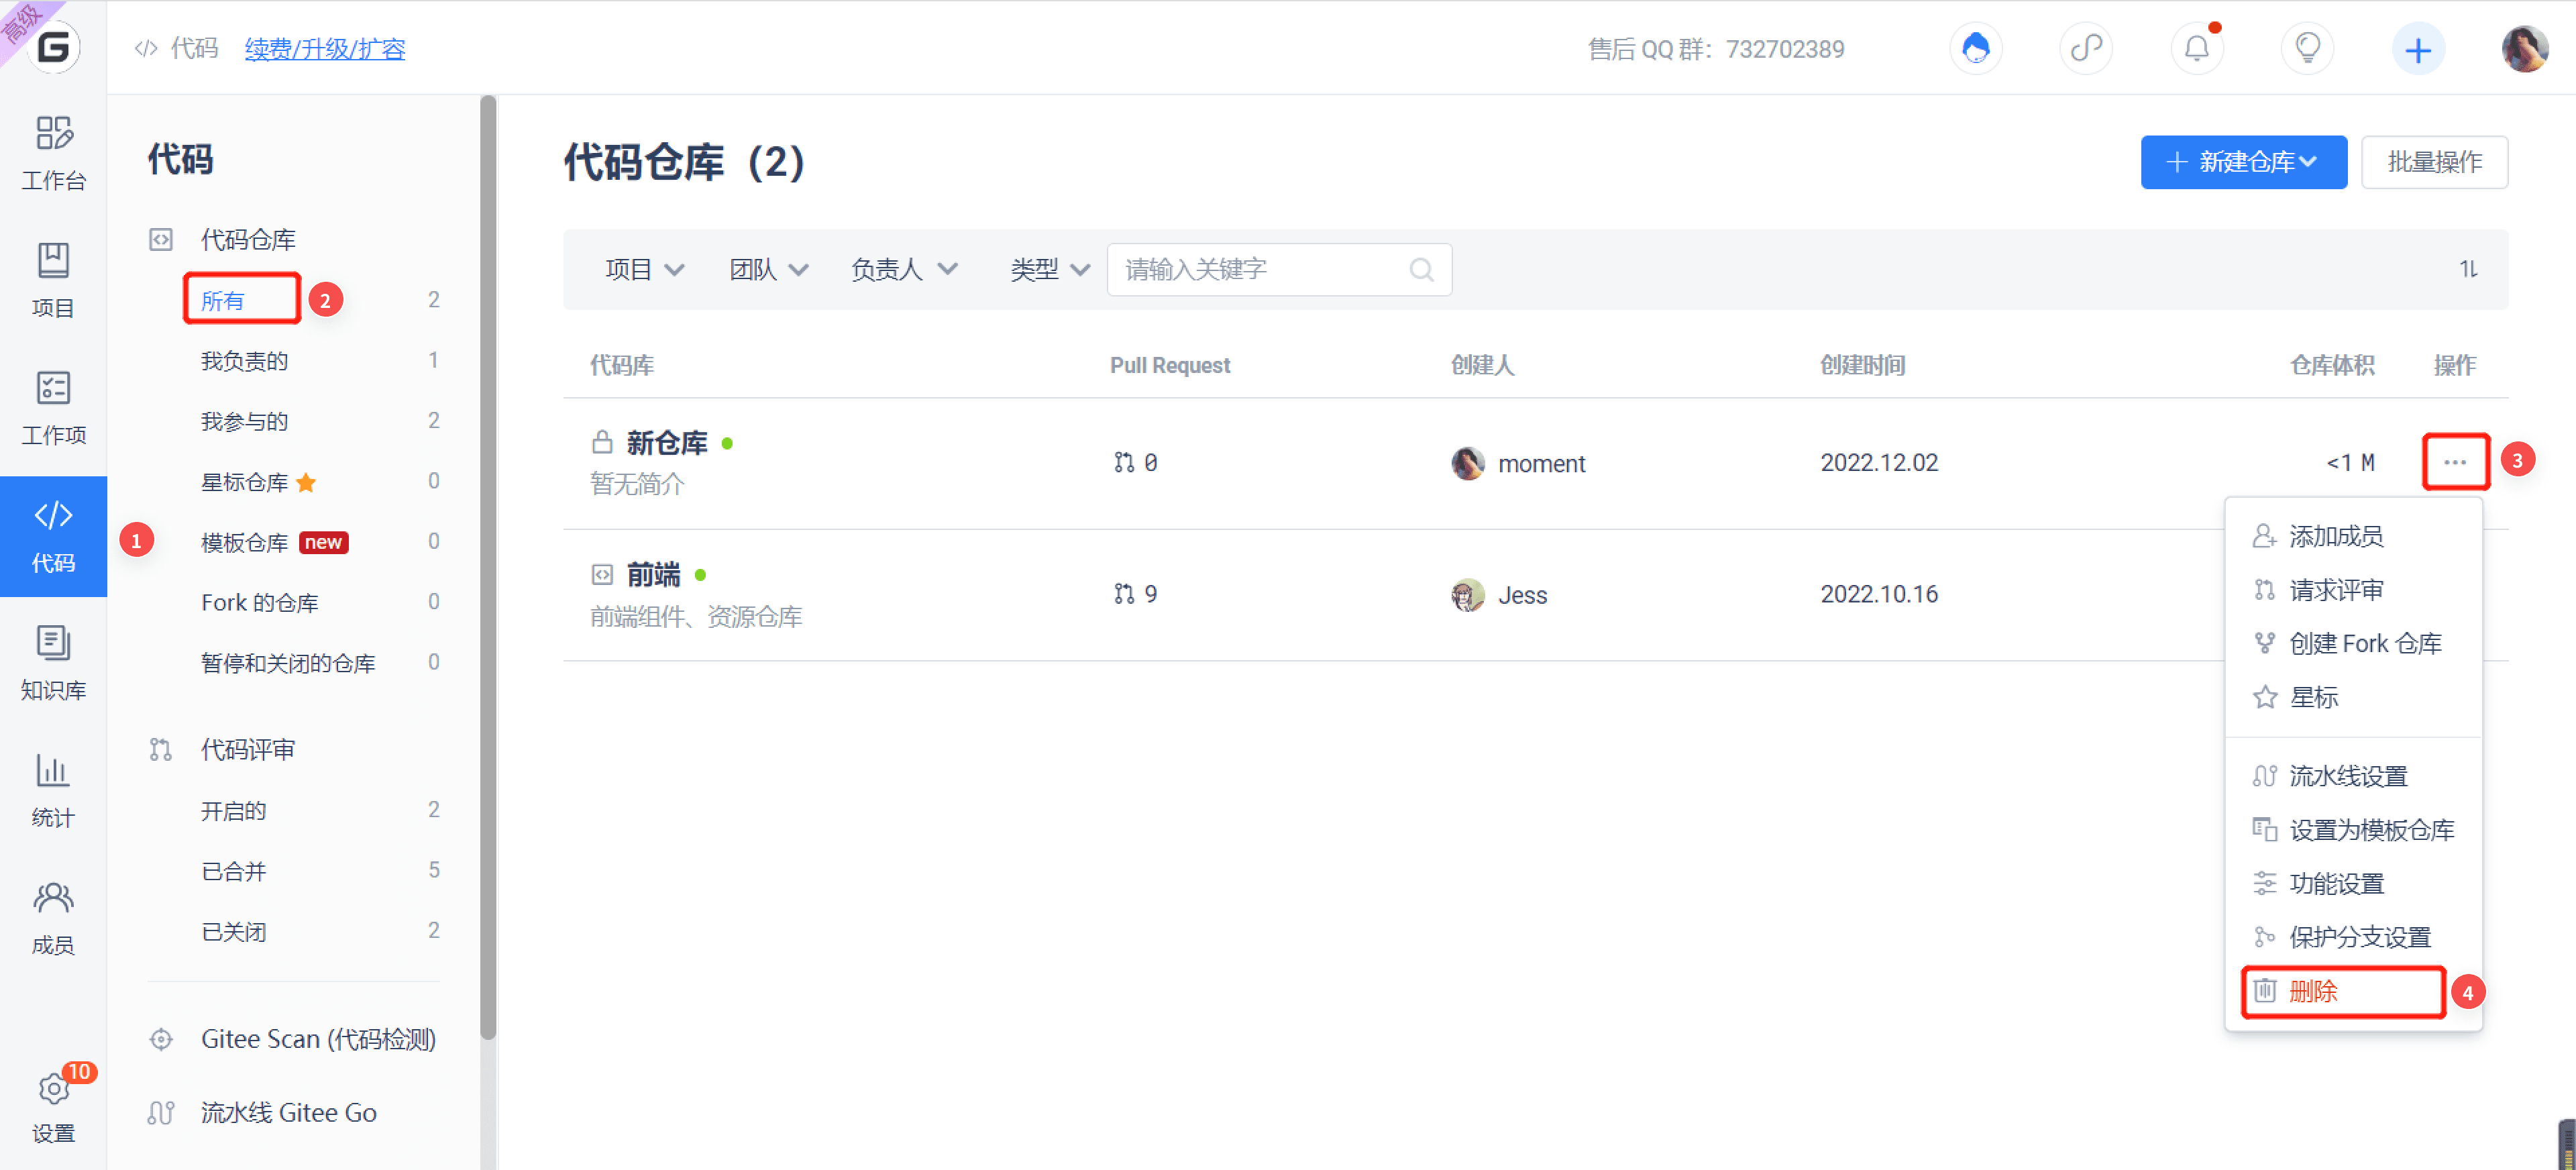 高级
代码 续费/升级/扩容 售后 QQ 群：732702389
工作台
项目
工作项
代码 1
知识库
统计
成员
10
设置
代码
代码仓库
所有 2 2
我负责的 1
我参与的 2
星标仓库 0
模板仓库 new 0
Fork 的仓库 0
暂停和关闭的仓库 0
代码评审
开启的 2
已合并 5
已关闭 2
Gitee Scan (代码检测)
流水线 Gitee Go
代码仓库（2） + 新建仓库 批量操作
项目 团队 负责人 类型 请输入关键字
代码库 Pull Request 创建人 创建时间 仓库体积 操作
新仓库 0 moment 2022.12.02 <1 M ··· 3
暂无简介
前端 9 Jess 2022.10.16
前端组件、资源仓库
添加成员
请求评审
创建 Fork 仓库
星标
流水线设置
设置为模板仓库
功能设置
保护分支设置
删除 4